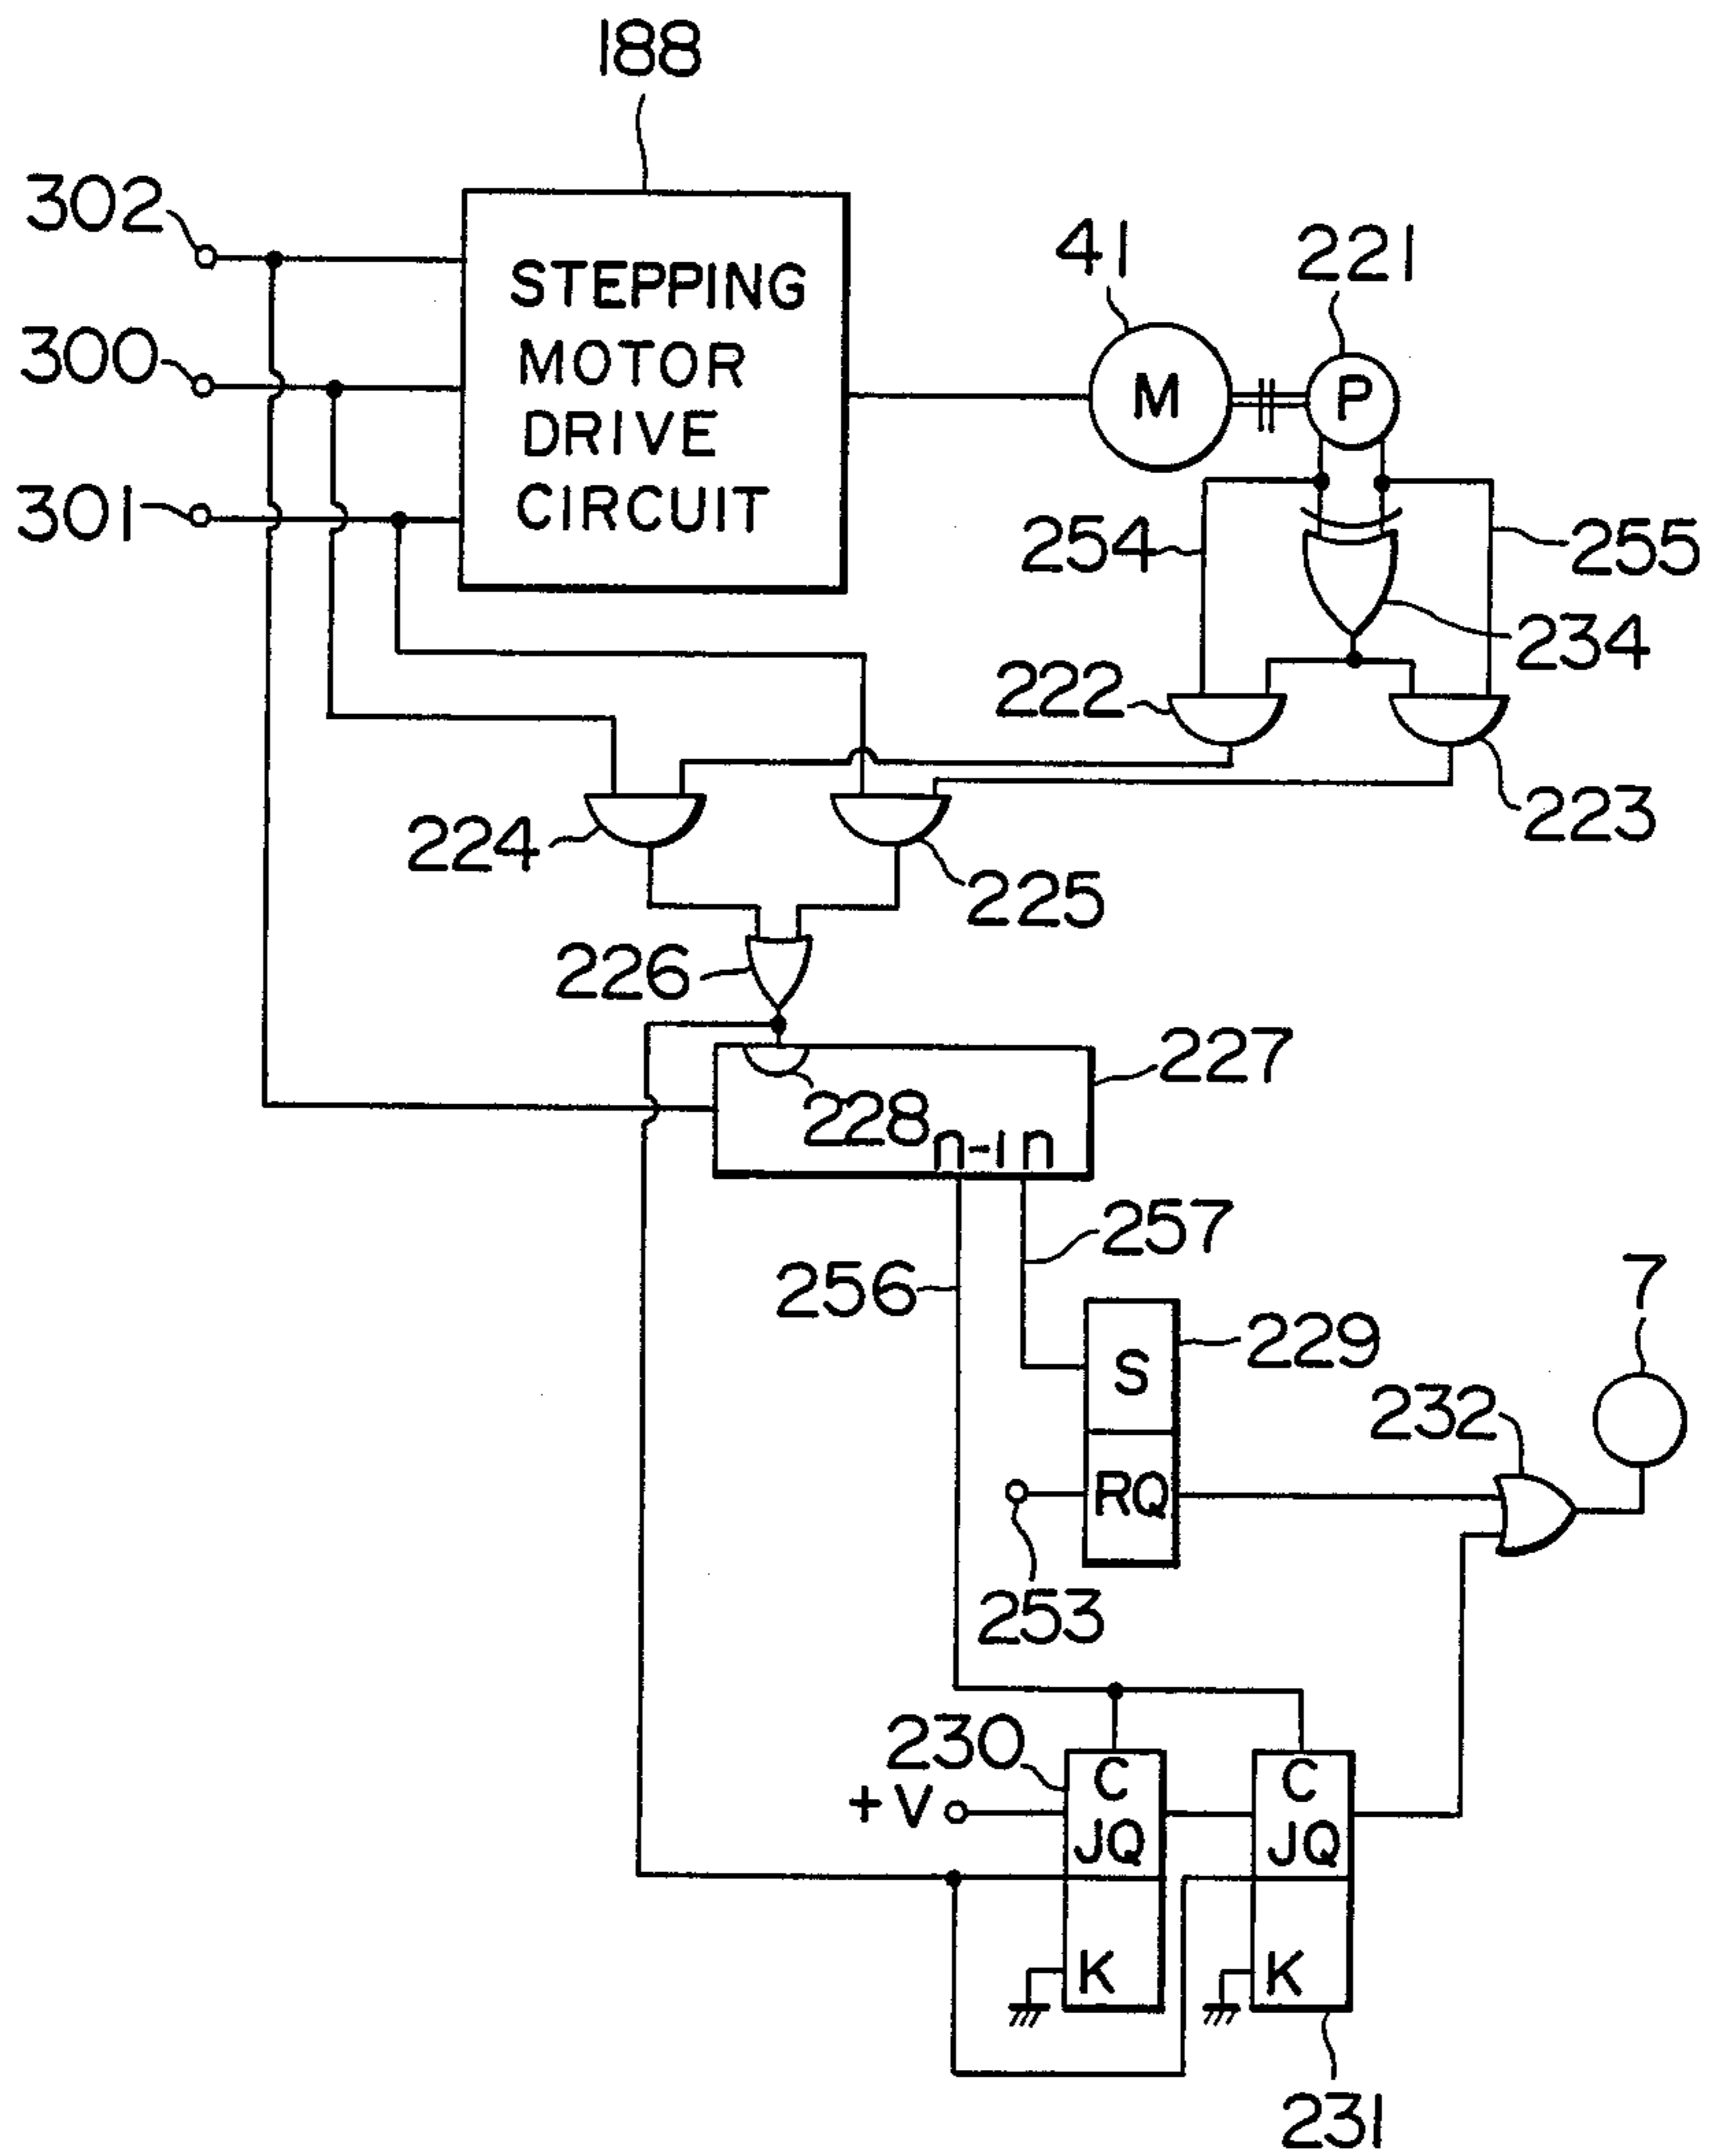 188
302
STEPPING
MOTOR
DRIVE
CIRCUIT
41
221
300
M
P
301
254
255
234
222
223
224
225
226
227
228
n-1 n
257
256
7
S
229
232
RQ
253
230
C
C
+V
JQ
JQ
K
K
231